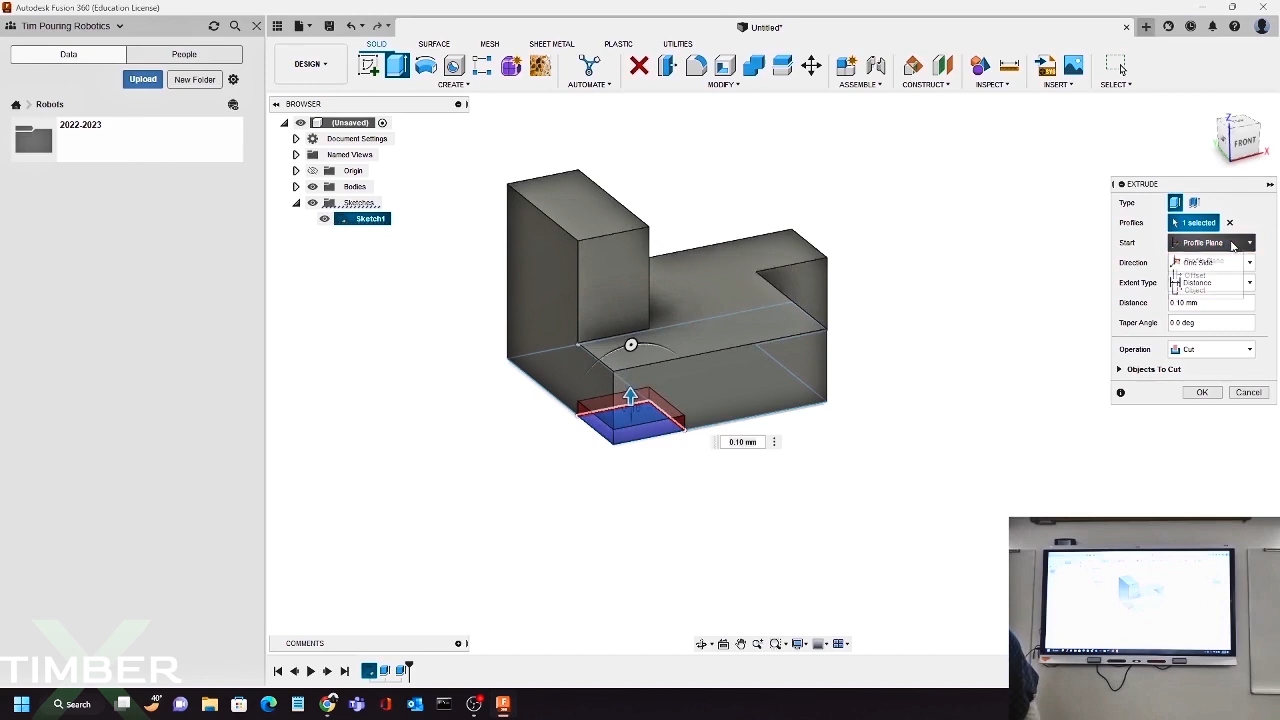 Autodesk Fusion 360 (Education License)
Tim Pouring Robotics
Untitled*
Data
People
Upload
New Folder
Robots
2022-2023
DESIGN
SOLID
SURFACE
MESH
SHEET METAL
PLASTIC
UTILITIES
CREATE
AUTOMATE
MODIFY
ASSEMBLE
CONSTRUCT
INSPECT
INSERT
SELECT
BROWSER
(Unsaved)
Document Settings
Named Views
Origin
Bodies
Sketches
Sketch1
Z
FRONT
X
EXTRUDE
Type
Profiles
1 selected
Start
Profile Plane
Direction
One Side
Offset
Extent Type
Distance
Object
Distance
0.10 mm
Taper Angle
0.0 deg
Operation
Cut
Objects To Cut
OK
Cancel
0.10 mm
COMMENTS
TIMBER
X
40°
Search